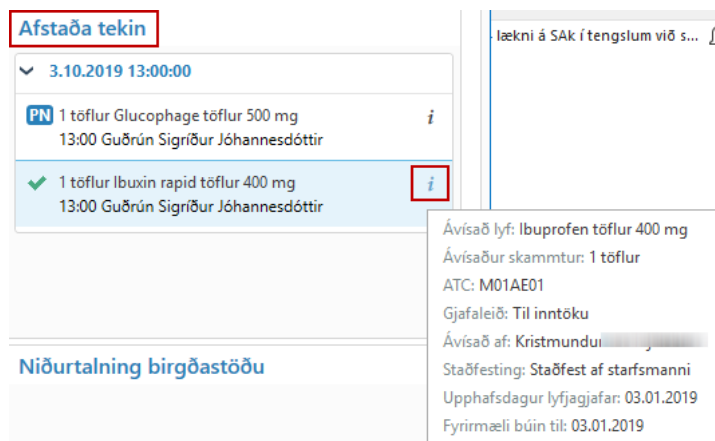 Afstaða tekin
lækni á SAk í tengslum við s...
3.10.2019 13:00:00
PN 1 töflur Glucophage töflur 500 mg i
13:00 Guðrún Sigríður Jóhannesdóttir
1 töflur Ibuxin rapid töflur 400 mg i
13:00 Guðrún Sigríður Jóhannesdóttir
Ávísað lyf: Ibuprofen töflur 400 mg
Ávísaður skammtur: 1 töflur
ATC: M01AE01
Gjafaleið: Til inntöku
Ávísað af: Kristmundur
Staðfesting: Staðfest af starfsmanni
Upphafsdagur lyfjagjafar: 03.01.2019
Fyrirmæli búin til: 03.01.2019
Niðurtalning birgðastöðu